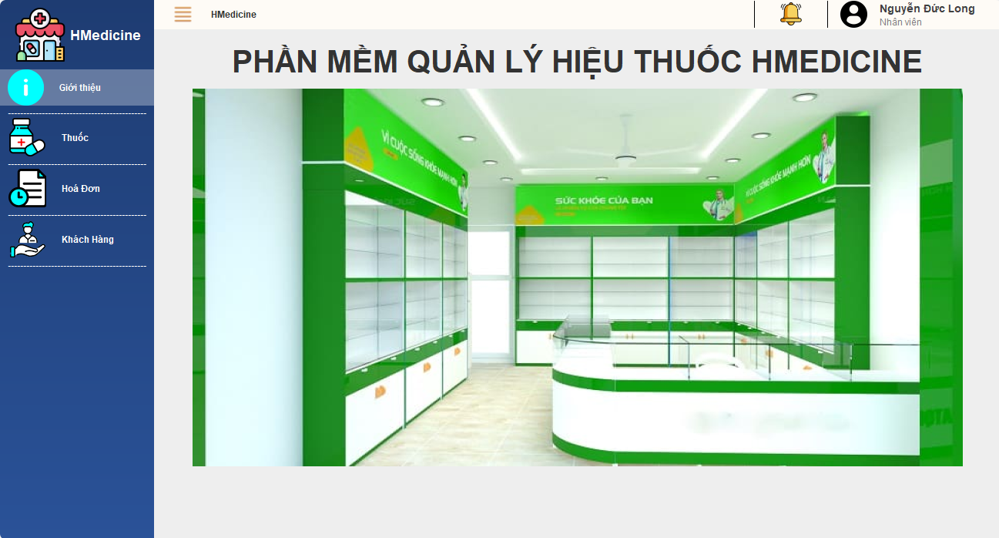 HMedicine
HMedicine
Nguyễn Đức Long
Nhân viên
Giới thiệu
Thuốc
Hoá Đơn
Khách Hàng
PHẦN MỀM QUẢN LÝ HIỆU THUỐC HMEDICINE
VÌ CUỘC SỐNG KHỎE MẠNH HƠN
SỨC KHỎE CỦA BẠN
VÌ CUỘC SỐNG KHỎE MẠNH HƠN